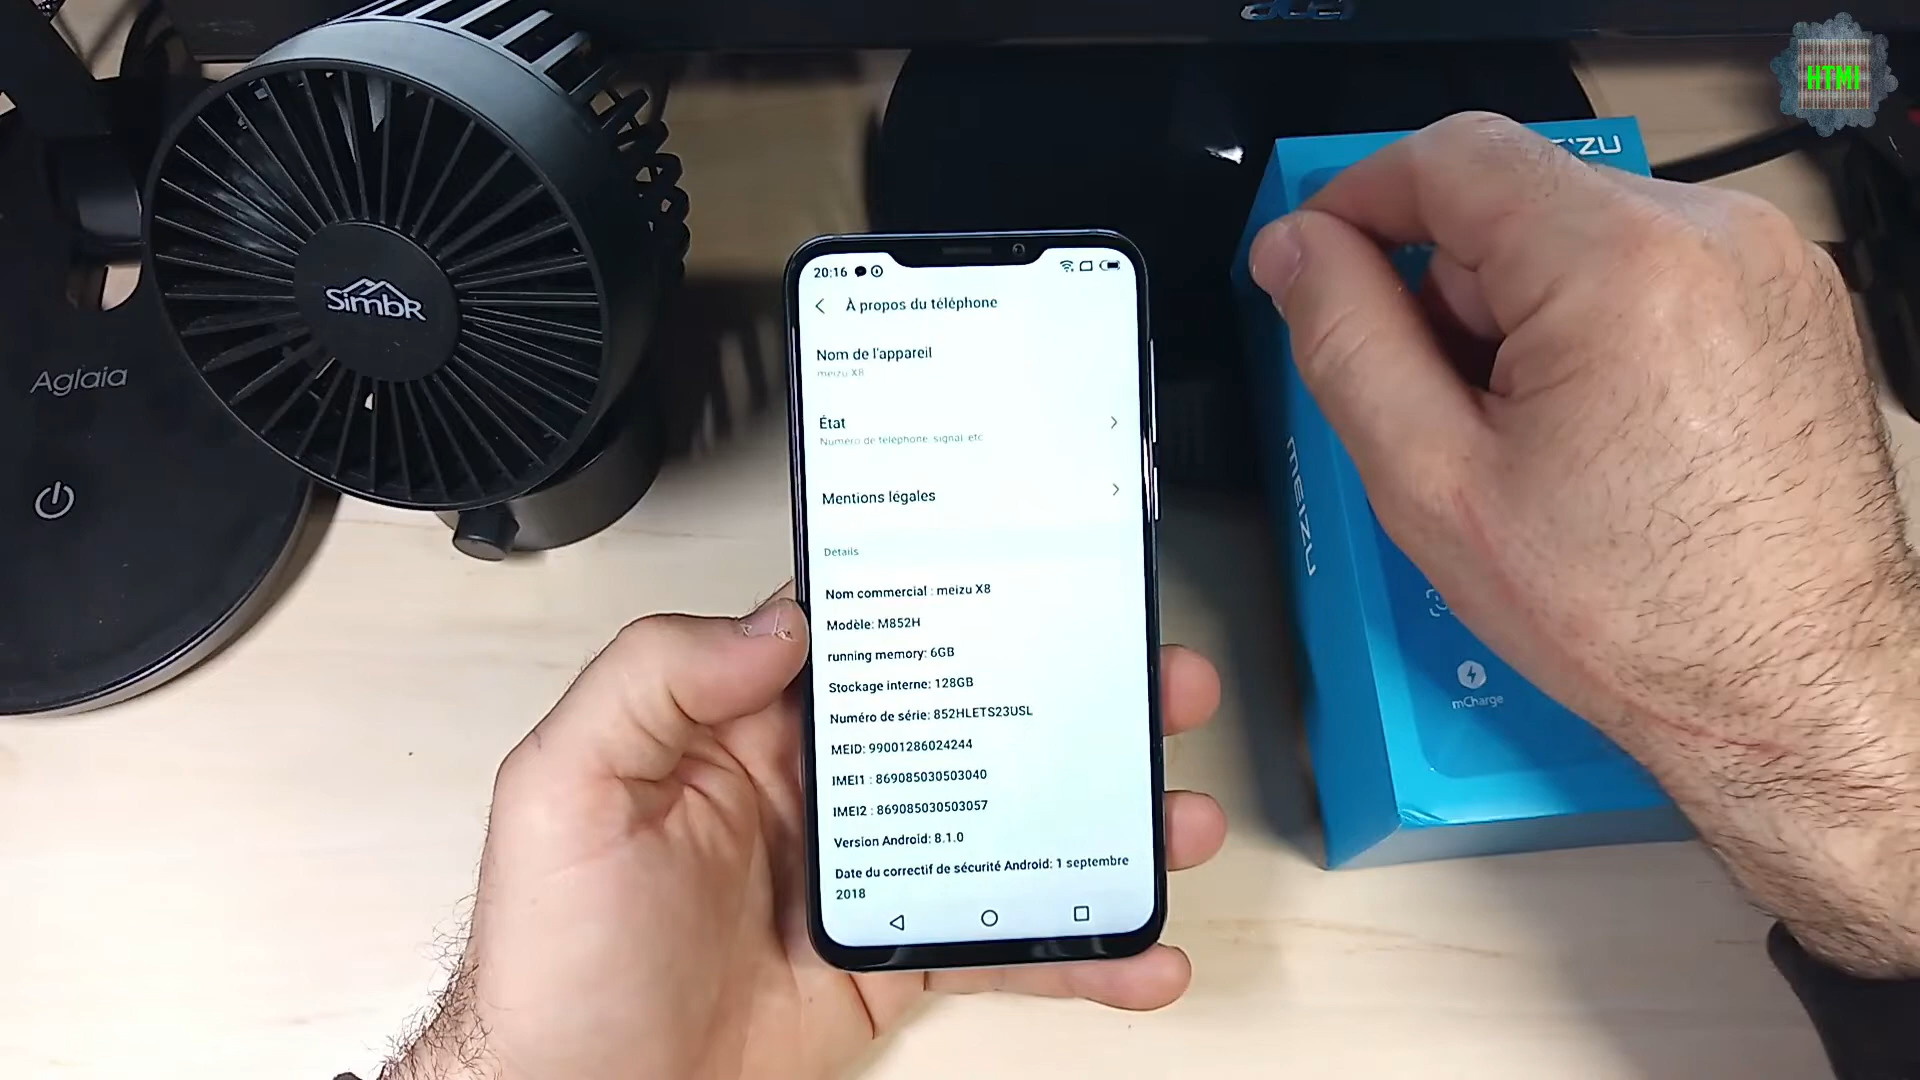 acer
HTMI
MEIZU
SimbR
Aglaia
20:16
À propos du téléphone
Nom de l'appareil
meizu X8
État
Numéro de téléphone, signal, etc
Mentions légales
Détails
Nom commercial : meizu X8
Modèle: M852H
running memory: 6GB
Stockage interne: 128GB
Numéro de série: 852HLETS23USL
MEID: 99001286024244
IMEI1 : 869085030503040
IMEI2 : 869085030503057
Version Android: 8.1.0
Date du correctif de sécurité Android: 1 septembre
2018
MEIZU
mCharge